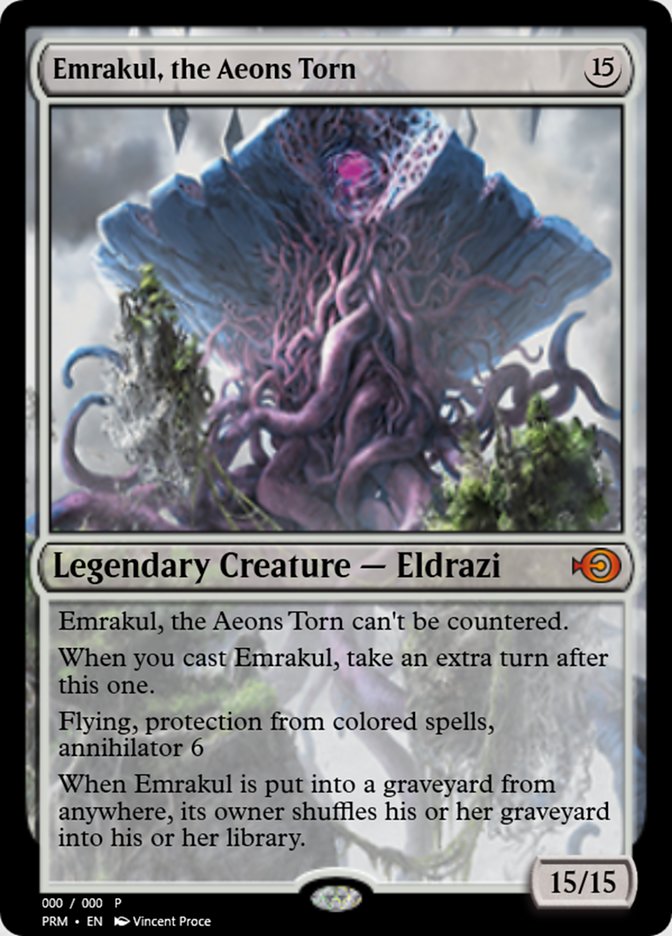 Emrakul, the Aeons Torn
15
Legendary Creature — Eldrazi
Emrakul, the Aeons Torn can't be countered.
When you cast Emrakul, take an extra turn after
this one.
Flying, protection from colored spells,
annihilator 6
When Emrakul is put into a graveyard from
anywhere, its owner shuffles his or her graveyard
into his or her library.
15/15
000 / 000 P
PRM • EN Vincent Proce